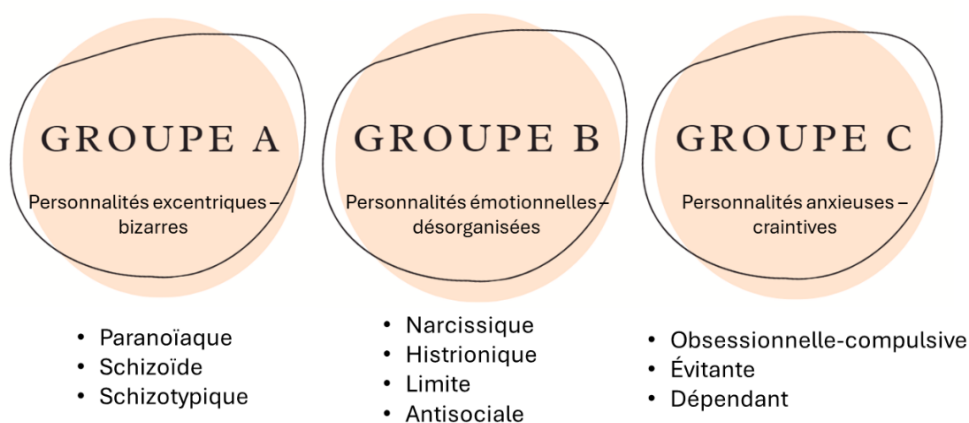 GROUPE A
Personnalités excentriques –
bizarres
• Paranoïaque
• Schizoïde
• Schizotypique
GROUPE B
Personnalités émotionnelles–
désorganisées
• Narcissique
• Histrionique
• Limite
• Antisociale
GROUPE C
Personnalités anxieuses –
craintives
• Obsessionnelle-compulsive
• Évitante
• Dépendant